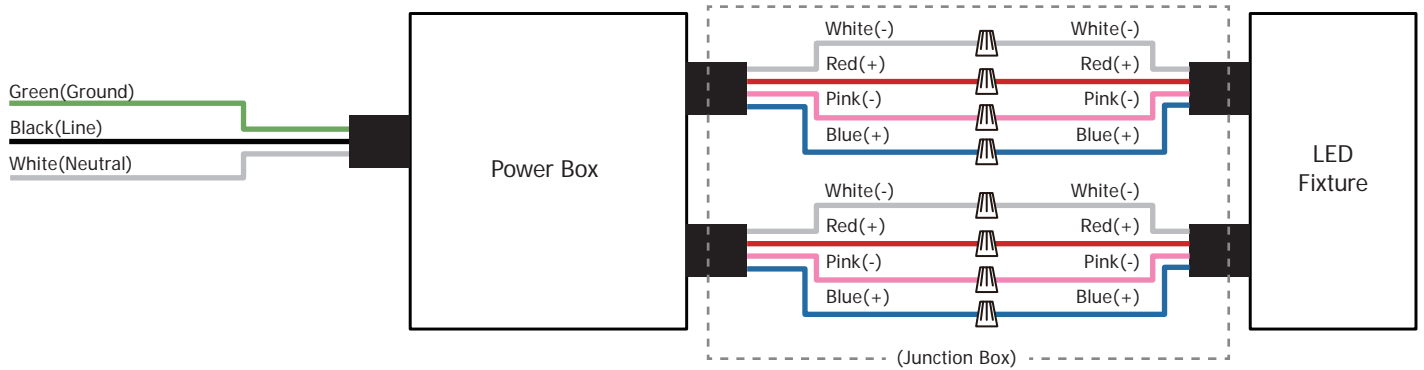 Green(Ground)
Black(Line)
White(Neutral)
Power Box
White(-) White(-)
Red(+) Red(+)
Pink(-) Pink(-)
Blue(+) Blue(+)
White(-) White(-)
Red(+) Red(+)
Pink(-) Pink(-)
Blue(+) Blue(+)
(Junction Box)
LED
Fixture